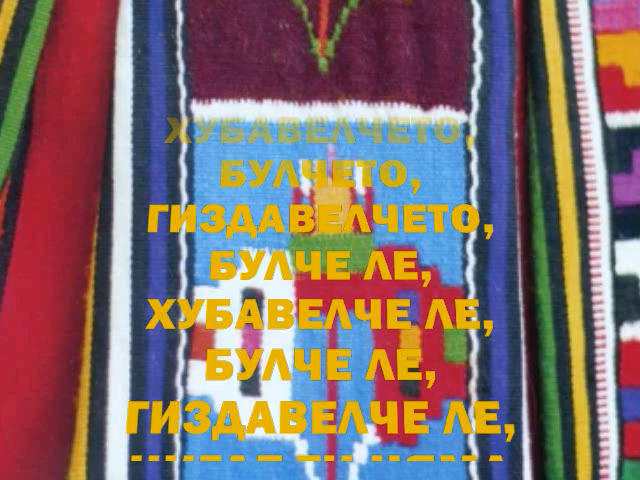 ХУБАВЕЛЧЕТО,
БУЛЧЕТО,
ГИЗДАВЕЛЧЕТО,
БУЛЧЕ ЛЕ,
ХУБАВЕЛЧЕ ЛЕ,
БУЛЧЕ ЛЕ,
ГИЗДАВЕЛЧЕ ЛЕ,